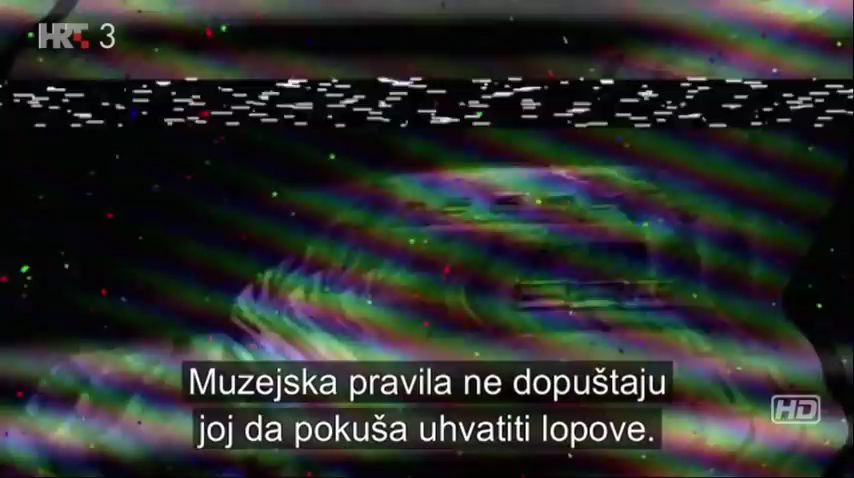 HRT 3
Muzejska pravila ne dopuštaju
joj da pokuša uhvatiti lopove.
HD